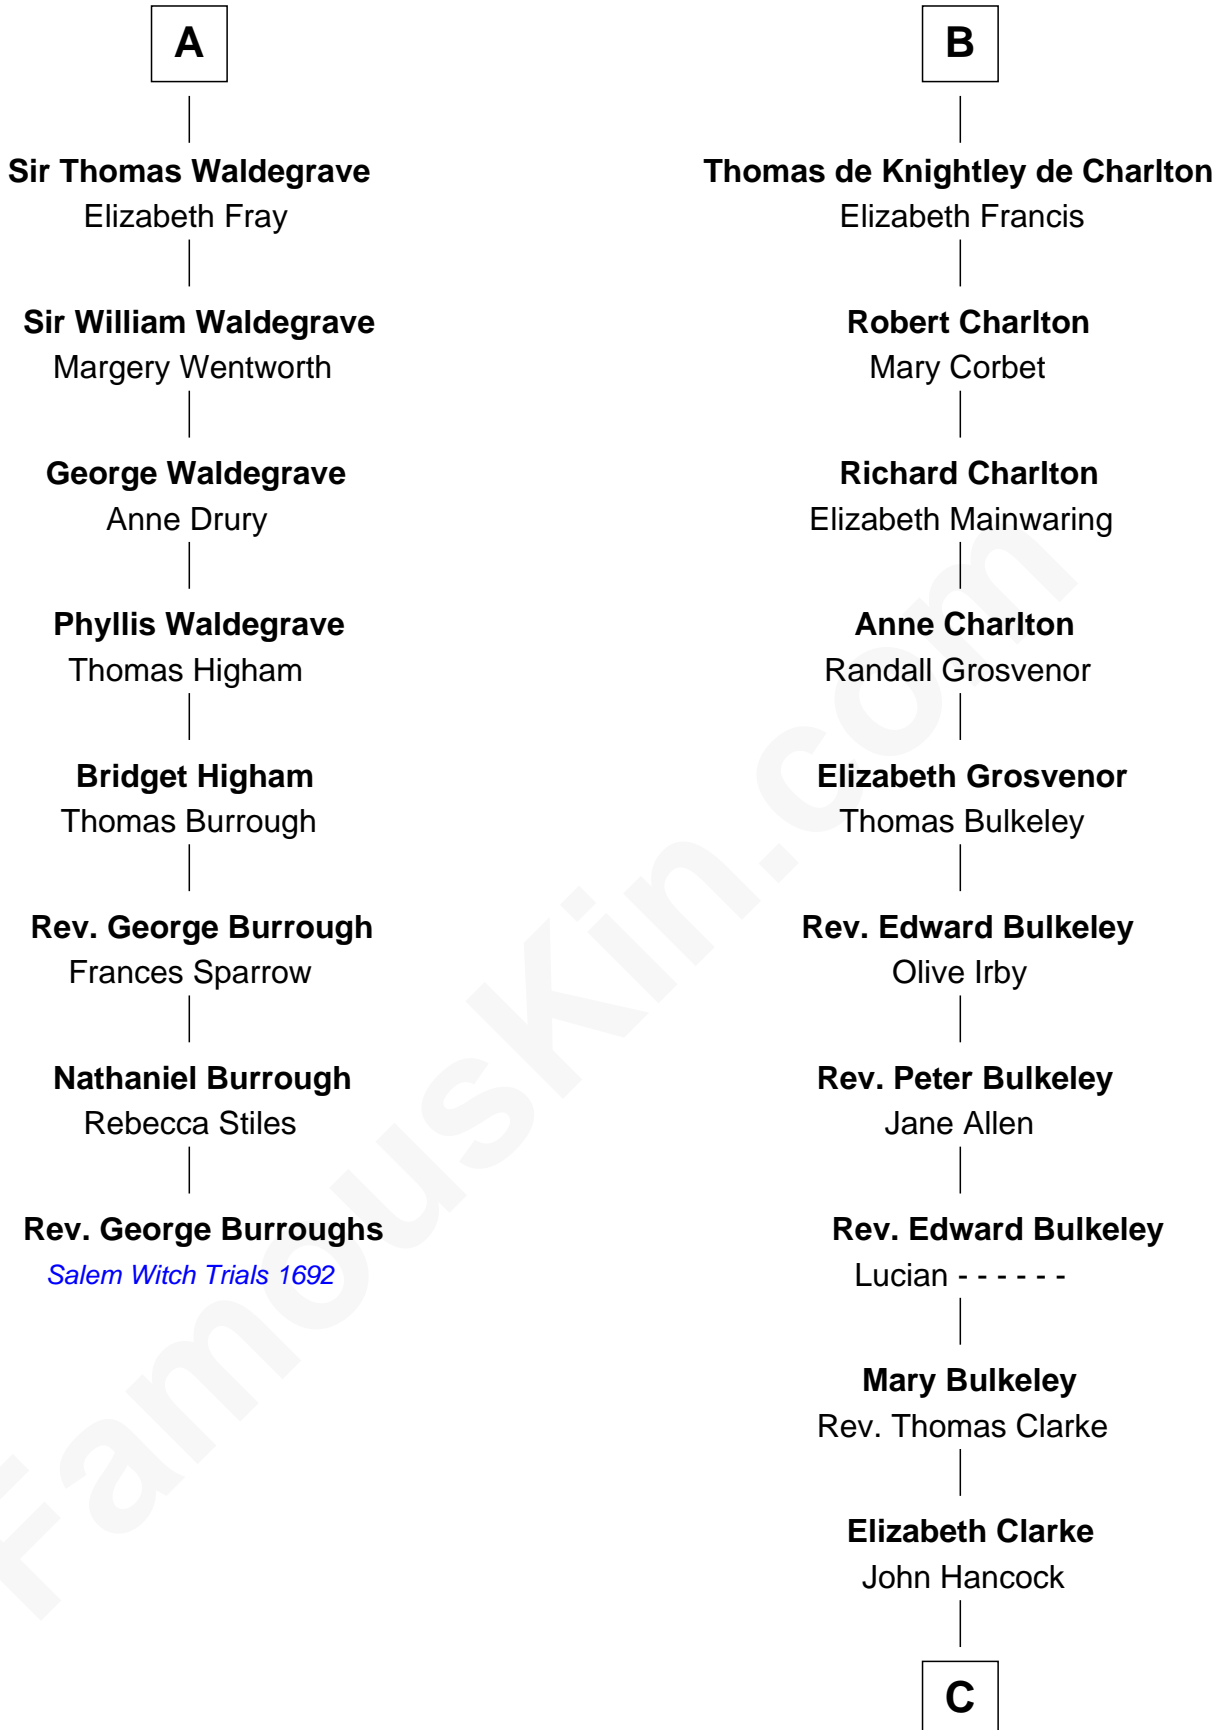 A
Sir Thomas Waldegrave
Elizabeth Fray
Sir William Waldegrave
Margery Wentworth
George Waldegrave
Anne Drury
Phyllis Waldegrave
Thomas Higham
Bridget Higham
Thomas Burrough
Rev. George Burrough
Frances Sparrow
Nathaniel Burrough
Rebecca Stiles
Rev. George Burroughs
Salem Witch Trials 1692
B
Thomas de Knightley de Charlton
Elizabeth Francis
Robert Charlton
Mary Corbet
Richard Charlton
Elizabeth Mainwaring
Anne Charlton
Randall Grosvenor
Elizabeth Grosvenor
Thomas Bulkeley
Rev. Edward Bulkeley
Olive Irby
Rev. Peter Bulkeley
Jane Allen
Rev. Edward Bulkeley
Lucian - - - - - -
Mary Bulkeley
Rev. Thomas Clarke
Elizabeth Clarke
John Hancock
C
FamousKin.com